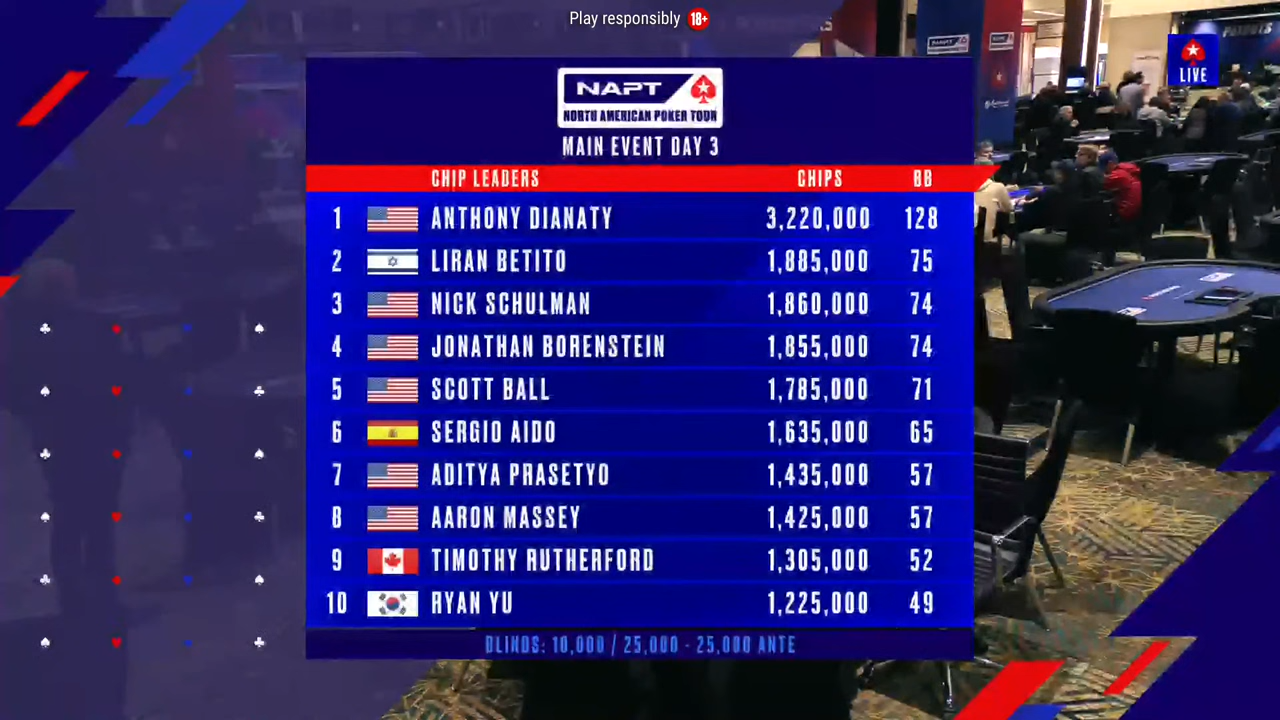 Play responsibly 18+
LIVE
NAPT
NORTH AMERICAN POKER TOUR
MAIN EVENT DAY 3
CHIP LEADERS CHIPS BB
1 ANTHONY DIANATY 3,220,000 128
2 LIRAN BETITO 1,885,000 75
3 NICK SCHULMAN 1,860,000 74
4 JONATHAN BORENSTEIN 1,855,000 74
5 SCOTT BALL 1,785,000 71
6 SERGIO AIDO 1,635,000 65
7 ADITYA PRASETYO 1,435,000 57
8 AARON MASSEY 1,425,000 57
9 TIMOTHY RUTHERFORD 1,305,000 52
10 RYAN YU 1,225,000 49
BLINDS: 10,000 / 25,000 - 25,000 ANTE